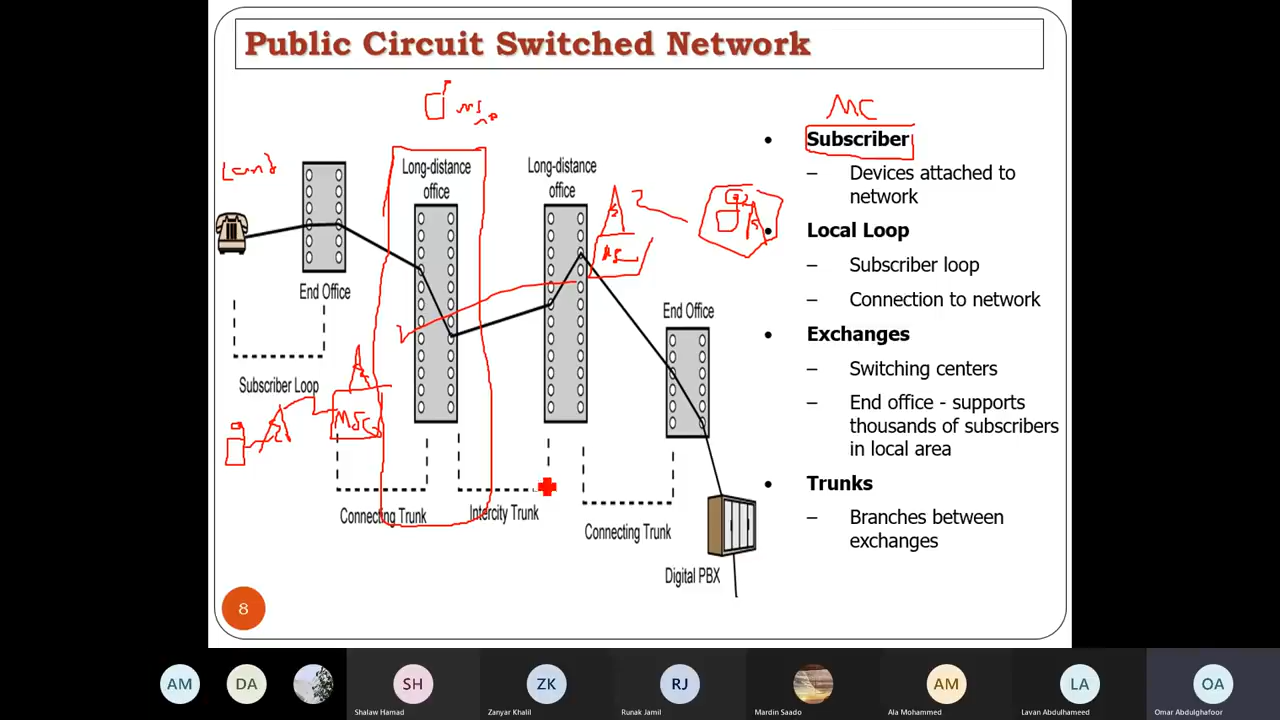 Public Circuit Switched Network
MC
Land
Long-distance
office
Long-distance
office
End Office
End Office
Subscriber Loop
MSC
Connecting Trunk
Intercity Trunk
Connecting Trunk
Digital PBX
• Subscriber
– Devices attached to
network
• Local Loop
– Subscriber loop
– Connection to network
• Exchanges
– Switching centers
– End office - supports
thousands of subscribers
in local area
• Trunks
– Branches between
exchanges
8
AM
DA
SH
Shalaw Hamad
ZK
Zanyar Khalil
RJ
Runak Jamil
Mardin Saado
AM
Ala Mohammed
LA
Lavan Abdulhameed
OA
Omar Abdulghafoor